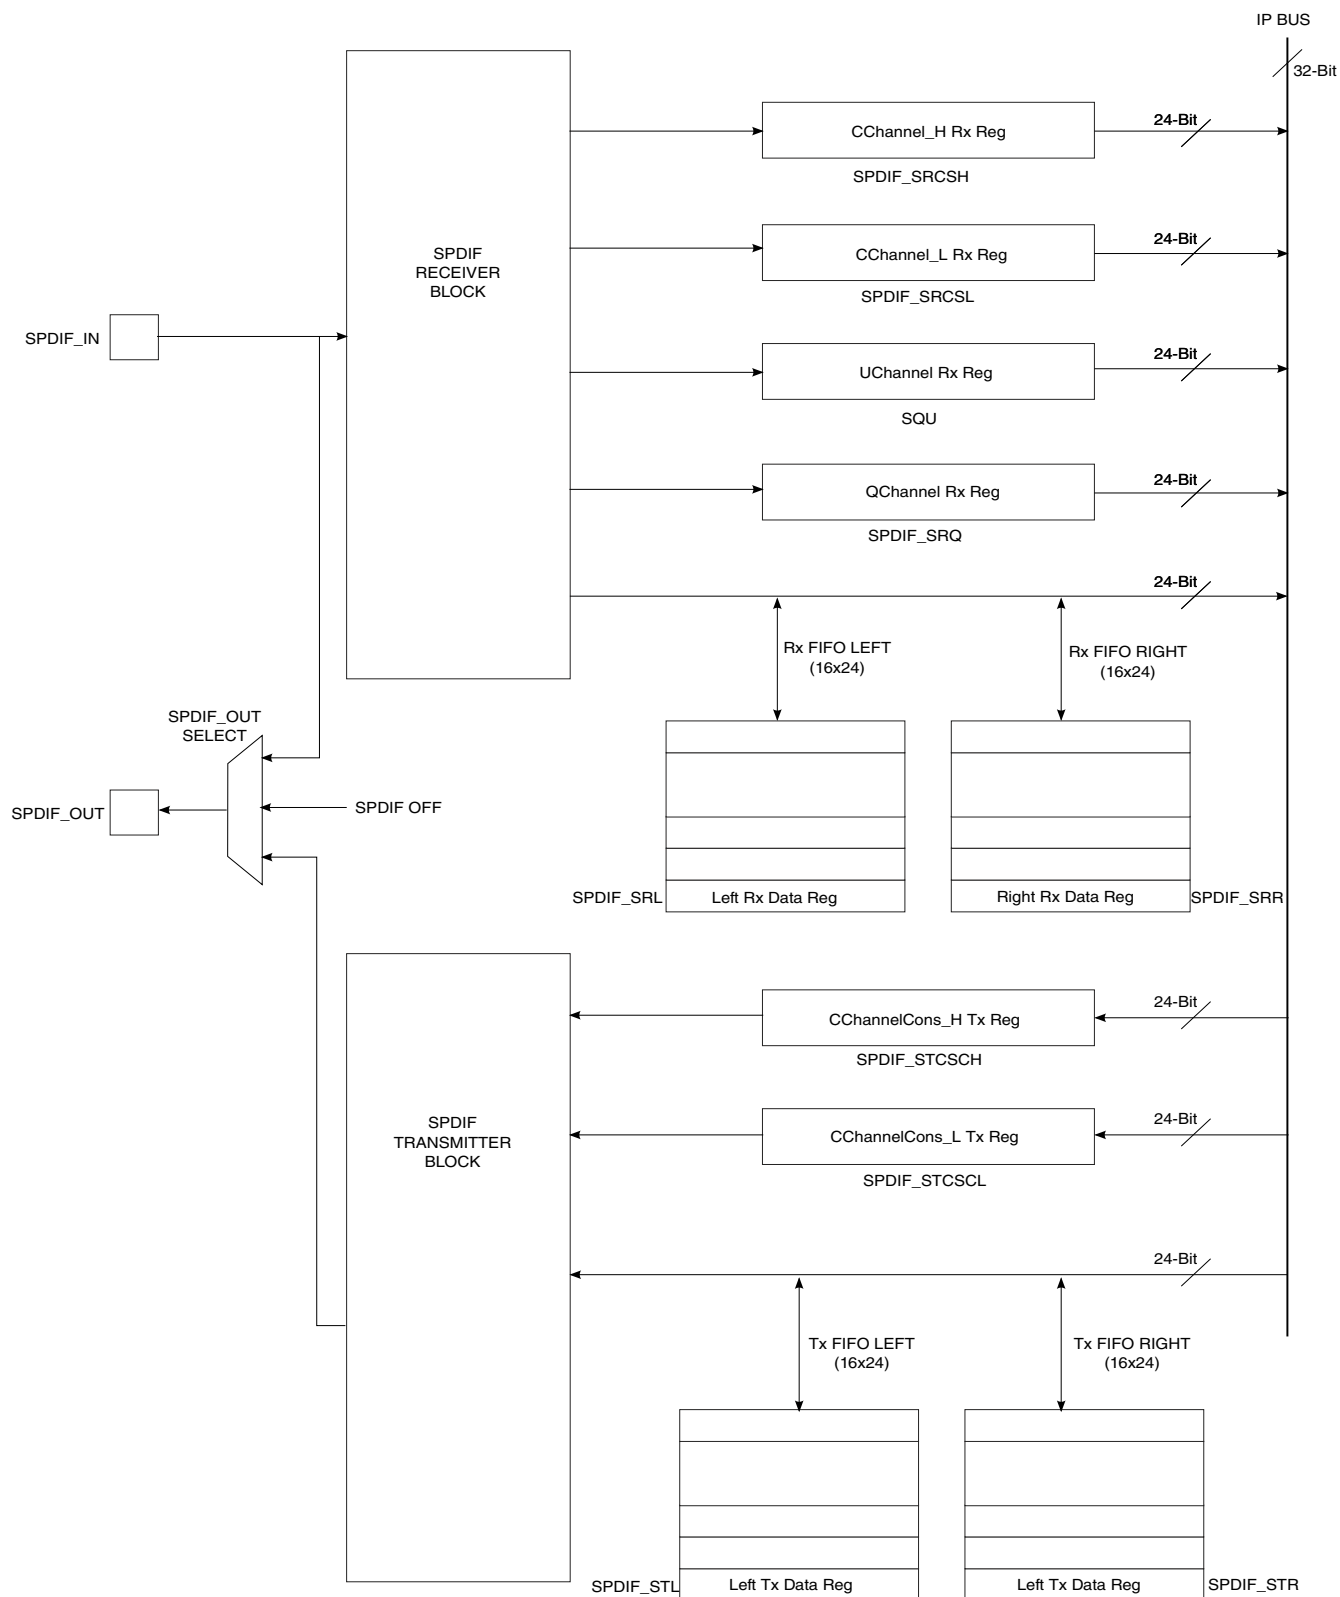 IP BUS
32-Bit
24-Bit
CChannel_H Rx Reg
SPDIF_SRCSH
24-Bit
CChannel_L Rx Reg
SPDIF_SRCSL
SPDIF
RECEIVER
BLOCK
SPDIF_IN
24-Bit
UChannel Rx Reg
SQU
24-Bit
QChannel Rx Reg
SPDIF_SRQ
24-Bit
Rx FIFO LEFT
(16x24)
Rx FIFO RIGHT
(16x24)
SPDIF_OUT
SELECT
SPDIF_OUT
SPDIF OFF
SPDIF_SRL
Left Rx Data Reg
Right Rx Data Reg
SPDIF_SRR
24-Bit
CChannelCons_H Tx Reg
SPDIF_STCSCH
SPDIF
TRANSMITTER
BLOCK
24-Bit
CChannelCons_L Tx Reg
SPDIF_STCSCL
24-Bit
Tx FIFO LEFT
(16x24)
Tx FIFO RIGHT
(16x24)
SPDIF_STL
Left Tx Data Reg
Left Tx Data Reg
SPDIF_STR